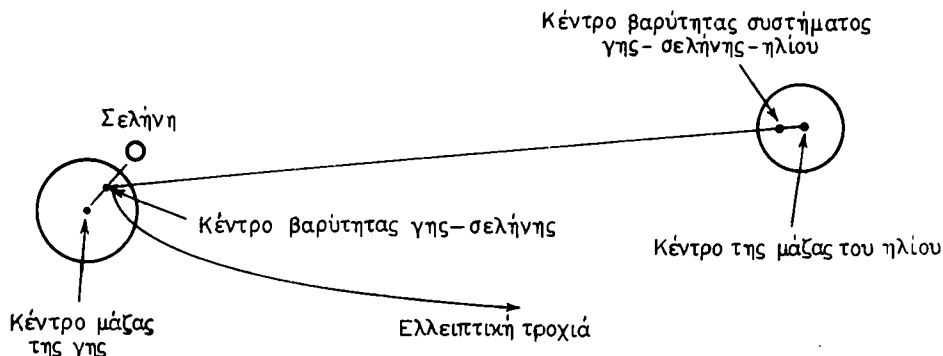 Κέντρο βαρύτητας συστήματος
γης - σελήνης - ηλίου
Σελήνη
Κέντρο βαρύτητας γης - σελήνης
Κέντρο της μάζας του ηλίου
Κέντρο μάζας
της γης
Ελλειπτική τροχιά